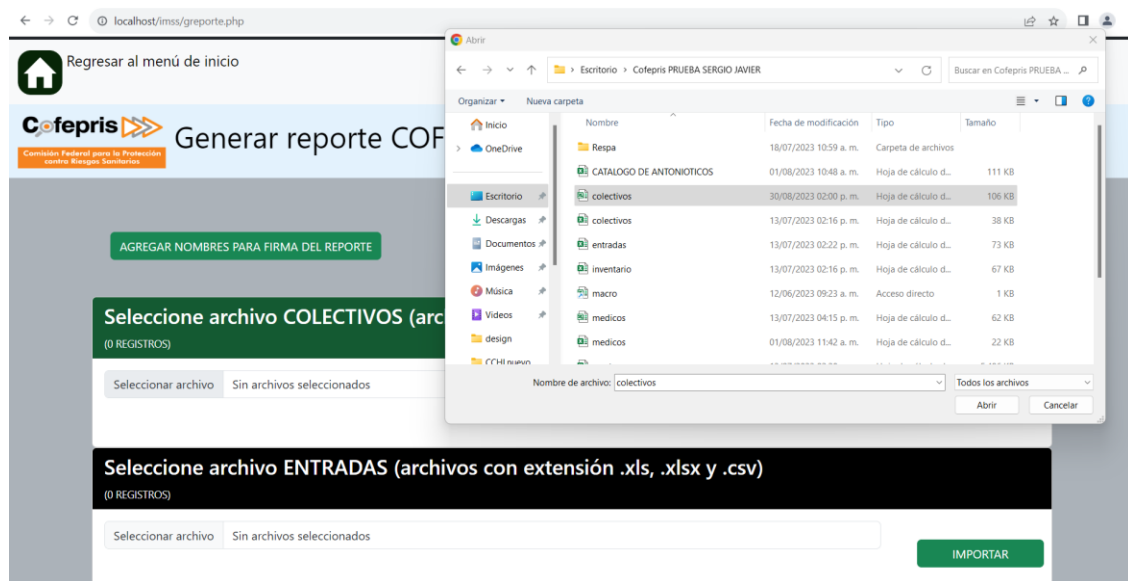 localhost/imss/greporte.php
Regresar al menú de inicio
Cofepris
Comisión Federal para la Protección
contra Riesgos Sanitarios
Generar reporte COF
AGREGAR NOMBRES PARA FIRMA DEL REPORTE
Seleccione archivo COLECTIVOS (arc
(0 REGISTROS)
Seleccionar archivo Sin archivos seleccionados
Seleccione archivo ENTRADAS (archivos con extensión .xls, .xlsx y .csv)
(0 REGISTROS)
Seleccionar archivo Sin archivos seleccionados
IMPORTAR
Abrir
Escritorio > Cofepris PRUEBA SERGIO JAVIER
Buscar en Cofepris PRUEBA ...
Organizar Nueva carpeta
Inicio
OneDrive
Escritorio
Descargas
Documentos
Imágenes
Música
Videos
design
CCHI nuevo
Nombre Fecha de modificación Tipo Tamaño
Respa 18/07/2023 10:59 a. m. Carpeta de archivos
CATALOGO DE ANTONIOTICOS 01/08/2023 10:48 a. m. Hoja de cálculo d... 111 KB
colectivos 30/08/2023 02:00 p. m. Hoja de cálculo d... 106 KB
colectivos 13/07/2023 02:16 p. m. Hoja de cálculo d... 38 KB
entradas 13/07/2023 02:22 p. m. Hoja de cálculo d... 73 KB
inventario 13/07/2023 02:16 p. m. Hoja de cálculo d... 67 KB
macro 12/06/2023 09:23 a. m. Acceso directo 1 KB
medicos 13/07/2023 04:15 p. m. Hoja de cálculo d... 62 KB
medicos 01/08/2023 11:42 a. m. Hoja de cálculo d... 22 KB
Nombre de archivo: colectivos Todos los archivos
Abrir Cancelar